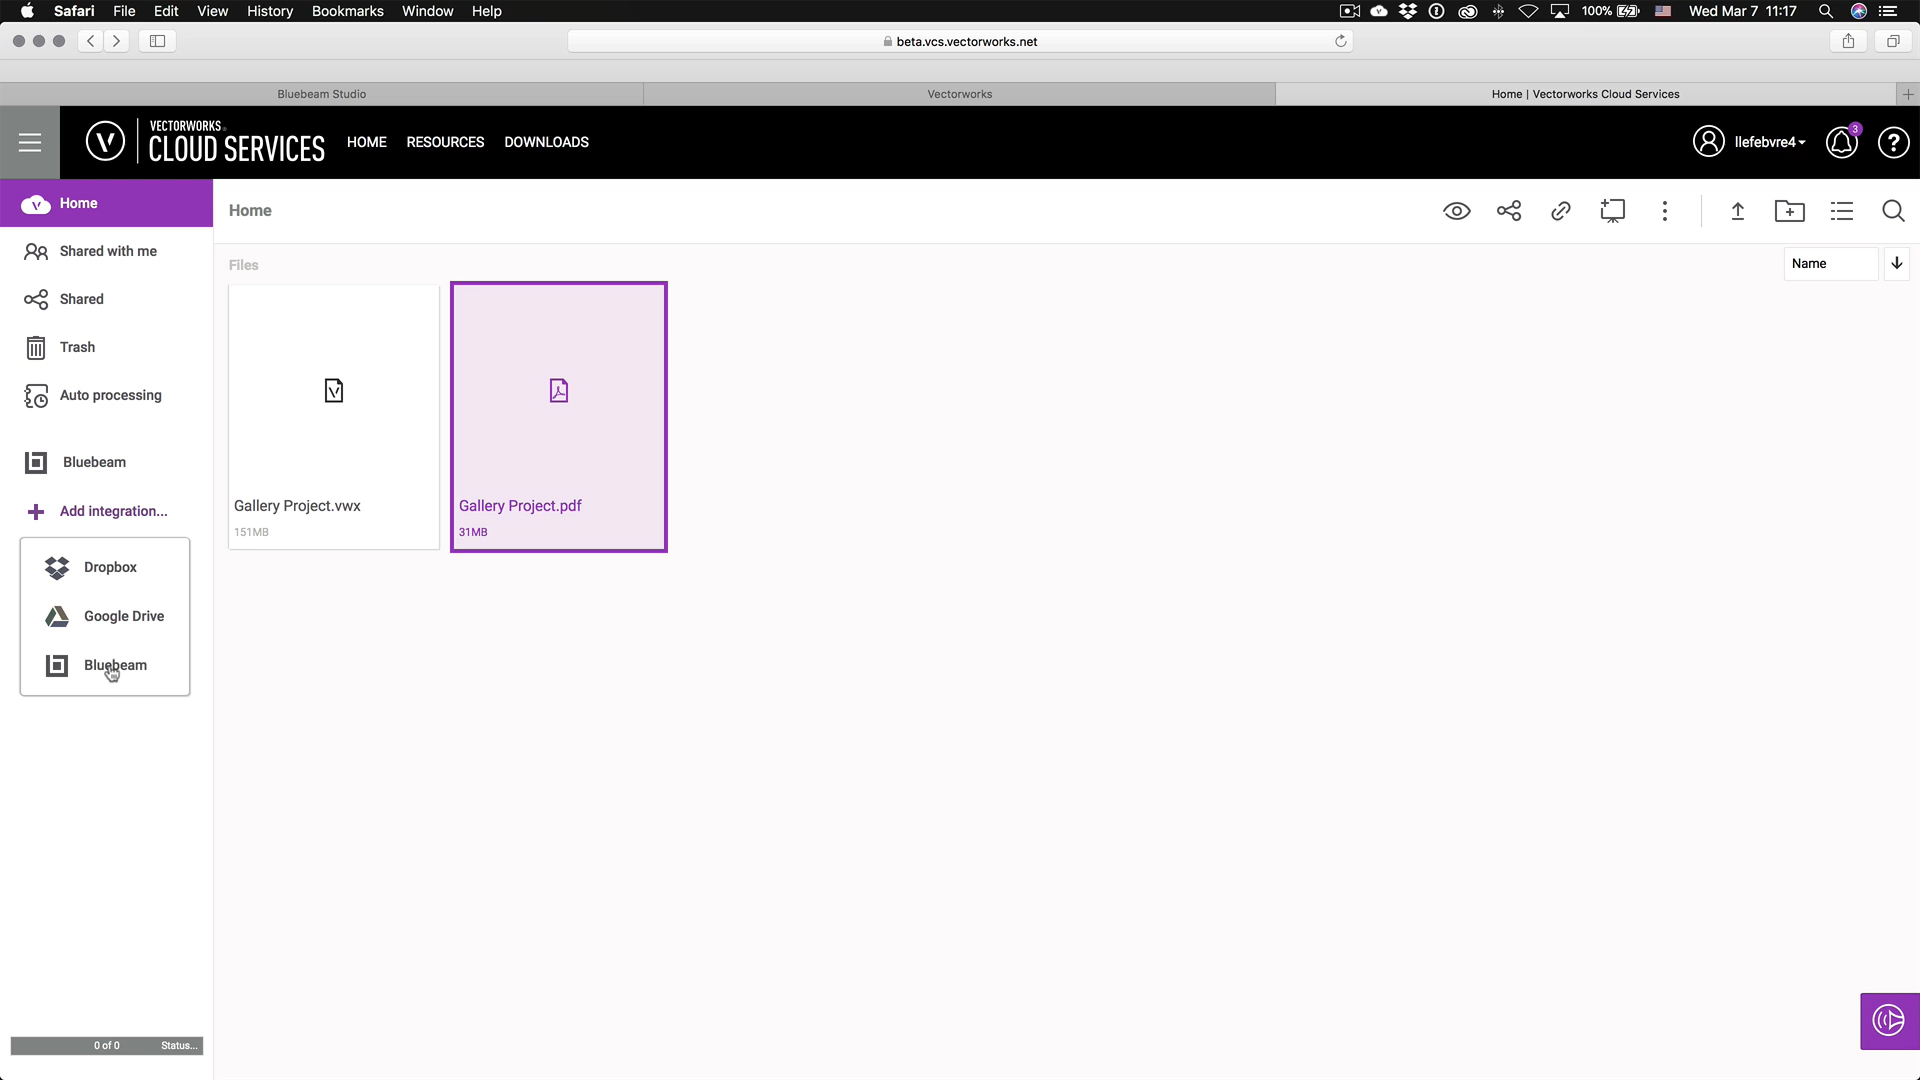 Safari File Edit View History Bookmarks Window Help 100% Wed Mar 7 11:17
beta.vcs.vectorworks.net
Bluebeam Studio Vectorworks Home | Vectorworks Cloud Services
VECTORWORKS
CLOUD SERVICES
HOME RESOURCES DOWNLOADS
llefebvre4
3
Home
Shared with me
Shared
Trash
Auto processing
Bluebeam
Add integration...
Dropbox
Google Drive
Bluebeam
0 of 0 Status...
Home
Files
Name
Gallery Project.vwx
151MB
Gallery Project.pdf
31MB